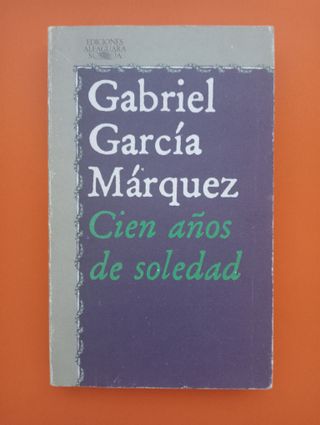 EDICIONES
ALFAGUARA
Gabriel
García
Márquez
Cien años
de soledad